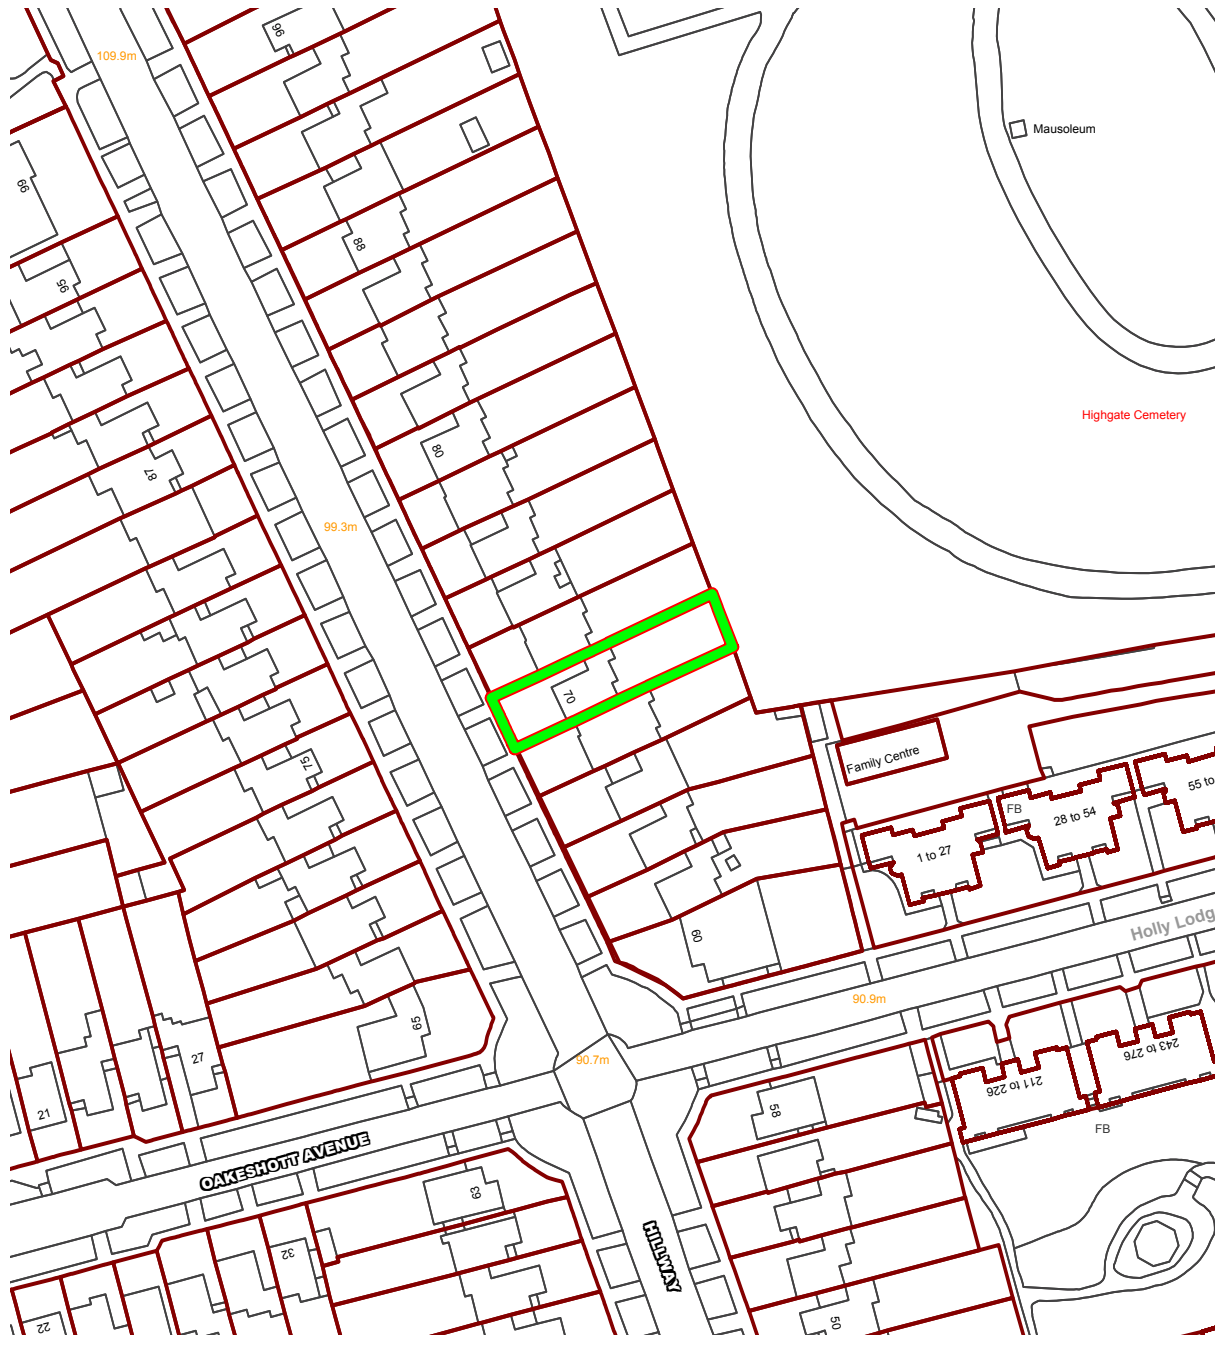 96
109.9m
Mausoleum
66
88
95
Highgate Cemetery
80
87
99.3m
70
Family Centre
75
55 to
FB
28 to 54
1 to 27
60
Holly Lodg
90.9m
65
90.7m
27
243 to 276
211 to 226
21
58
FB
OAKESHOTT AVENUE
63
HILLWAY
32
50
22